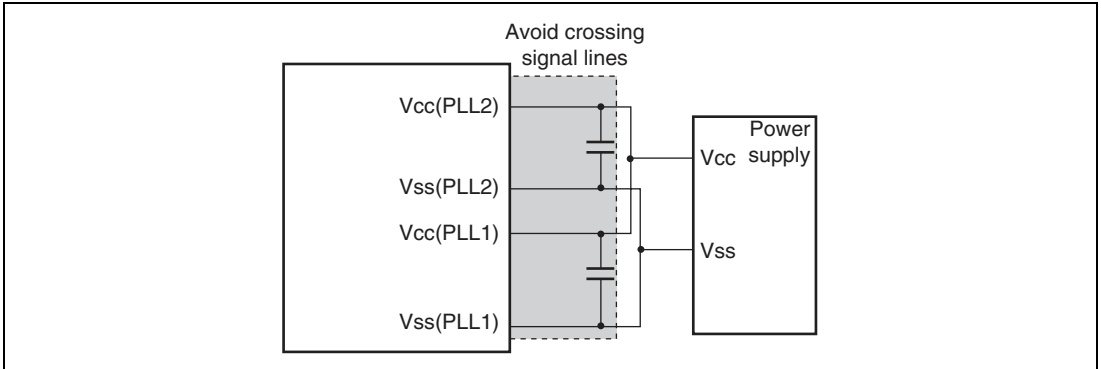 Avoid crossing
signal lines
Vcc(PLL2)
Vss(PLL2)
Vcc(PLL1)
Vss(PLL1)
Power
supply
Vcc
Vss